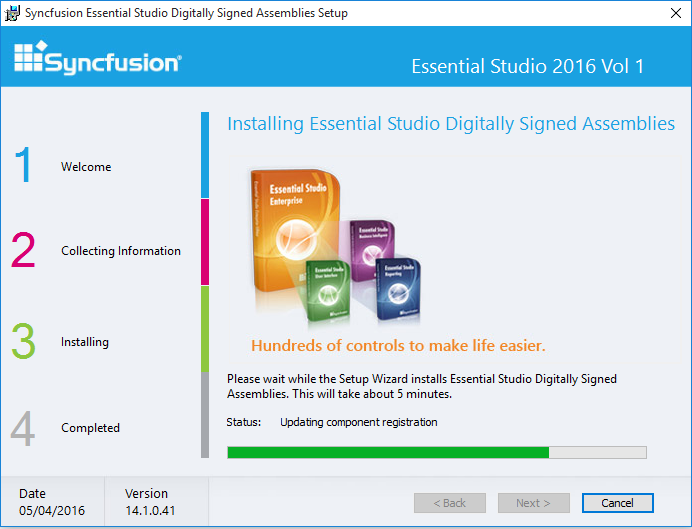 Syncfusion Essential Studio Digitally Signed Assemblies Setup
Syncfusion®
Essential Studio 2016 Vol 1
Installing Essential Studio Digitally Signed Assemblies
1 Welcome
2 Collecting Information
3 Installing
4 Completed
Essential Studio
Enterprise
Essential Studio
Business Intelligence
Essential Studio
User Interface
Essential Studio
Reporting
Syncfusion
Syncfusion
Syncfusion
Hundreds of controls to make life easier.
Please wait while the Setup Wizard installs Essential Studio Digitally Signed
Assemblies. This will take about 5 minutes.
Status: Updating component registration
Date
05/04/2016
Version
14.1.0.41
< Back
Next >
Cancel